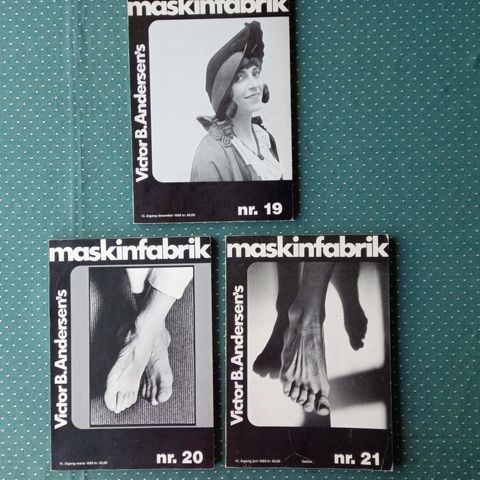 maskinfabrik
Victor B. Andersen's
nr. 19
maskinfabrik
Victor B. Andersen's
nr. 20
maskinfabrik
Victor B. Andersen's
nr. 21